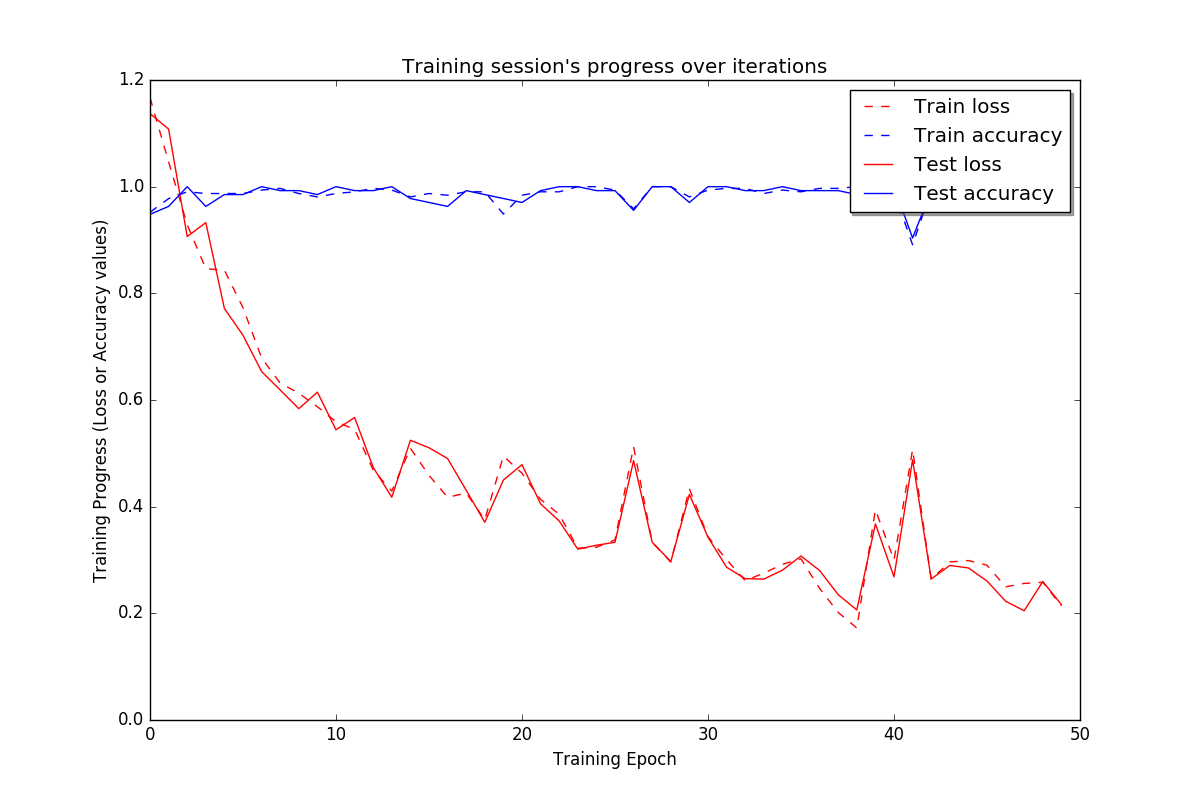 Training session's progress over iterations
1.2
1.0
0.8
0.6
0.4
0.2
0.0
Training Progress (Loss or Accuracy values)
Train loss
Train accuracy
Test loss
Test accuracy
0 10 20 30 40 50
Training Epoch